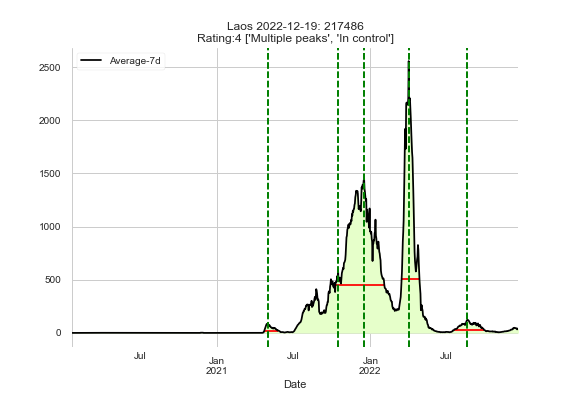 Laos 2022-12-19: 217486
Rating:4 ['Multiple peaks', 'In control']
Average-7d
2500
2000
1500
1000
500
0
Jul
Jan
2021
Jul
Jan
2022
Jul
Date